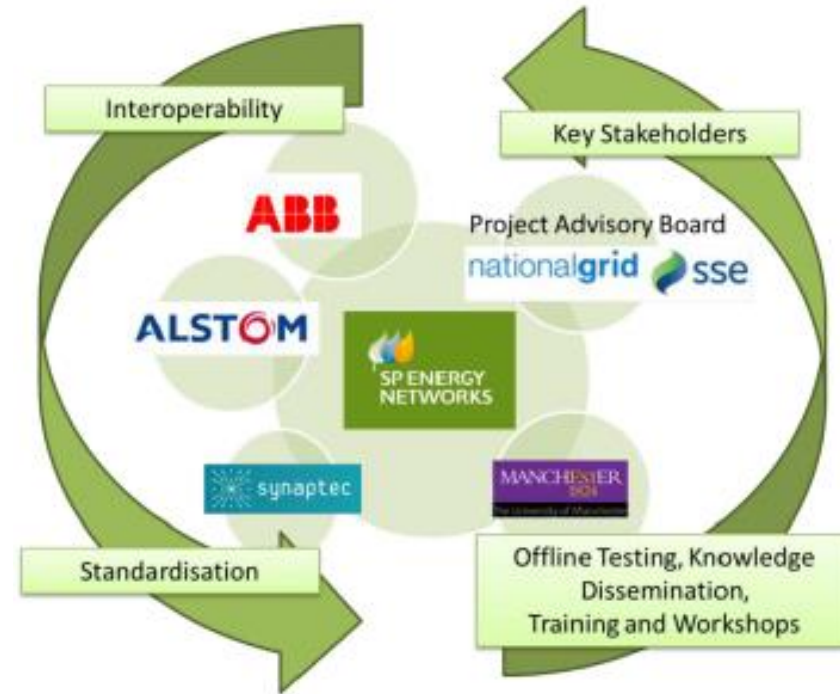 Interoperability
Key Stakeholders
ABB
Project Advisory Board
nationalgrid sse
ALSTOM
SP ENERGY
NETWORKS
synaptec
MANCHESTER
1824
The University of Manchester
Standardisation
Offline Testing, Knowledge
Dissemination,
Training and Workshops